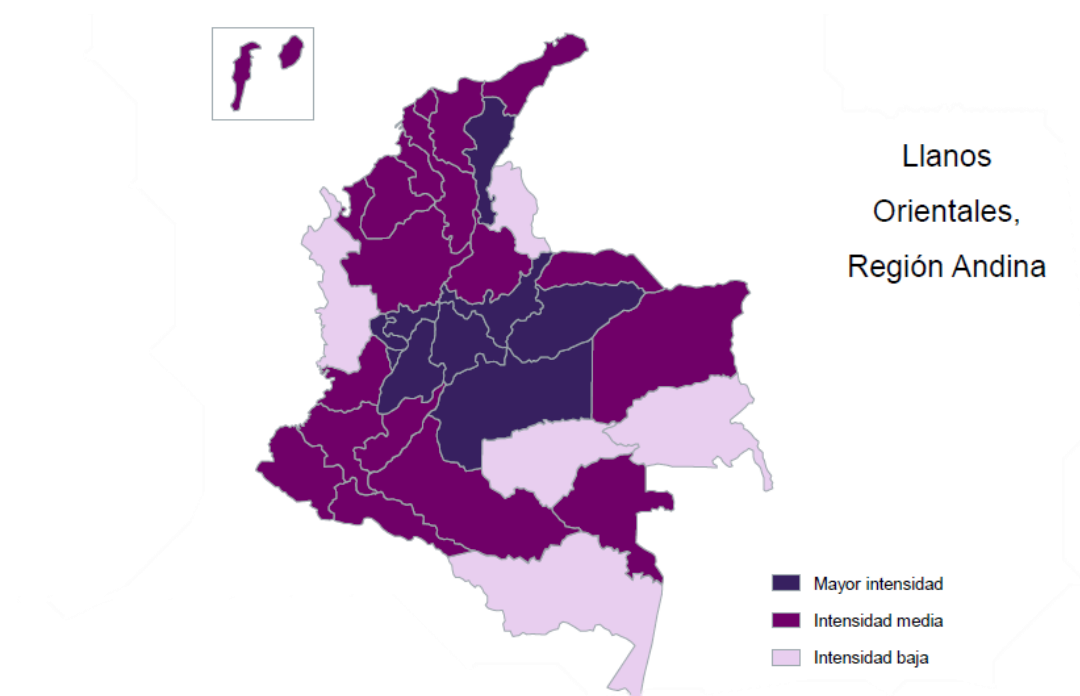 Llanos
Orientales,
Región Andina
Mayor intensidad
Intensidad media
Intensidad baja